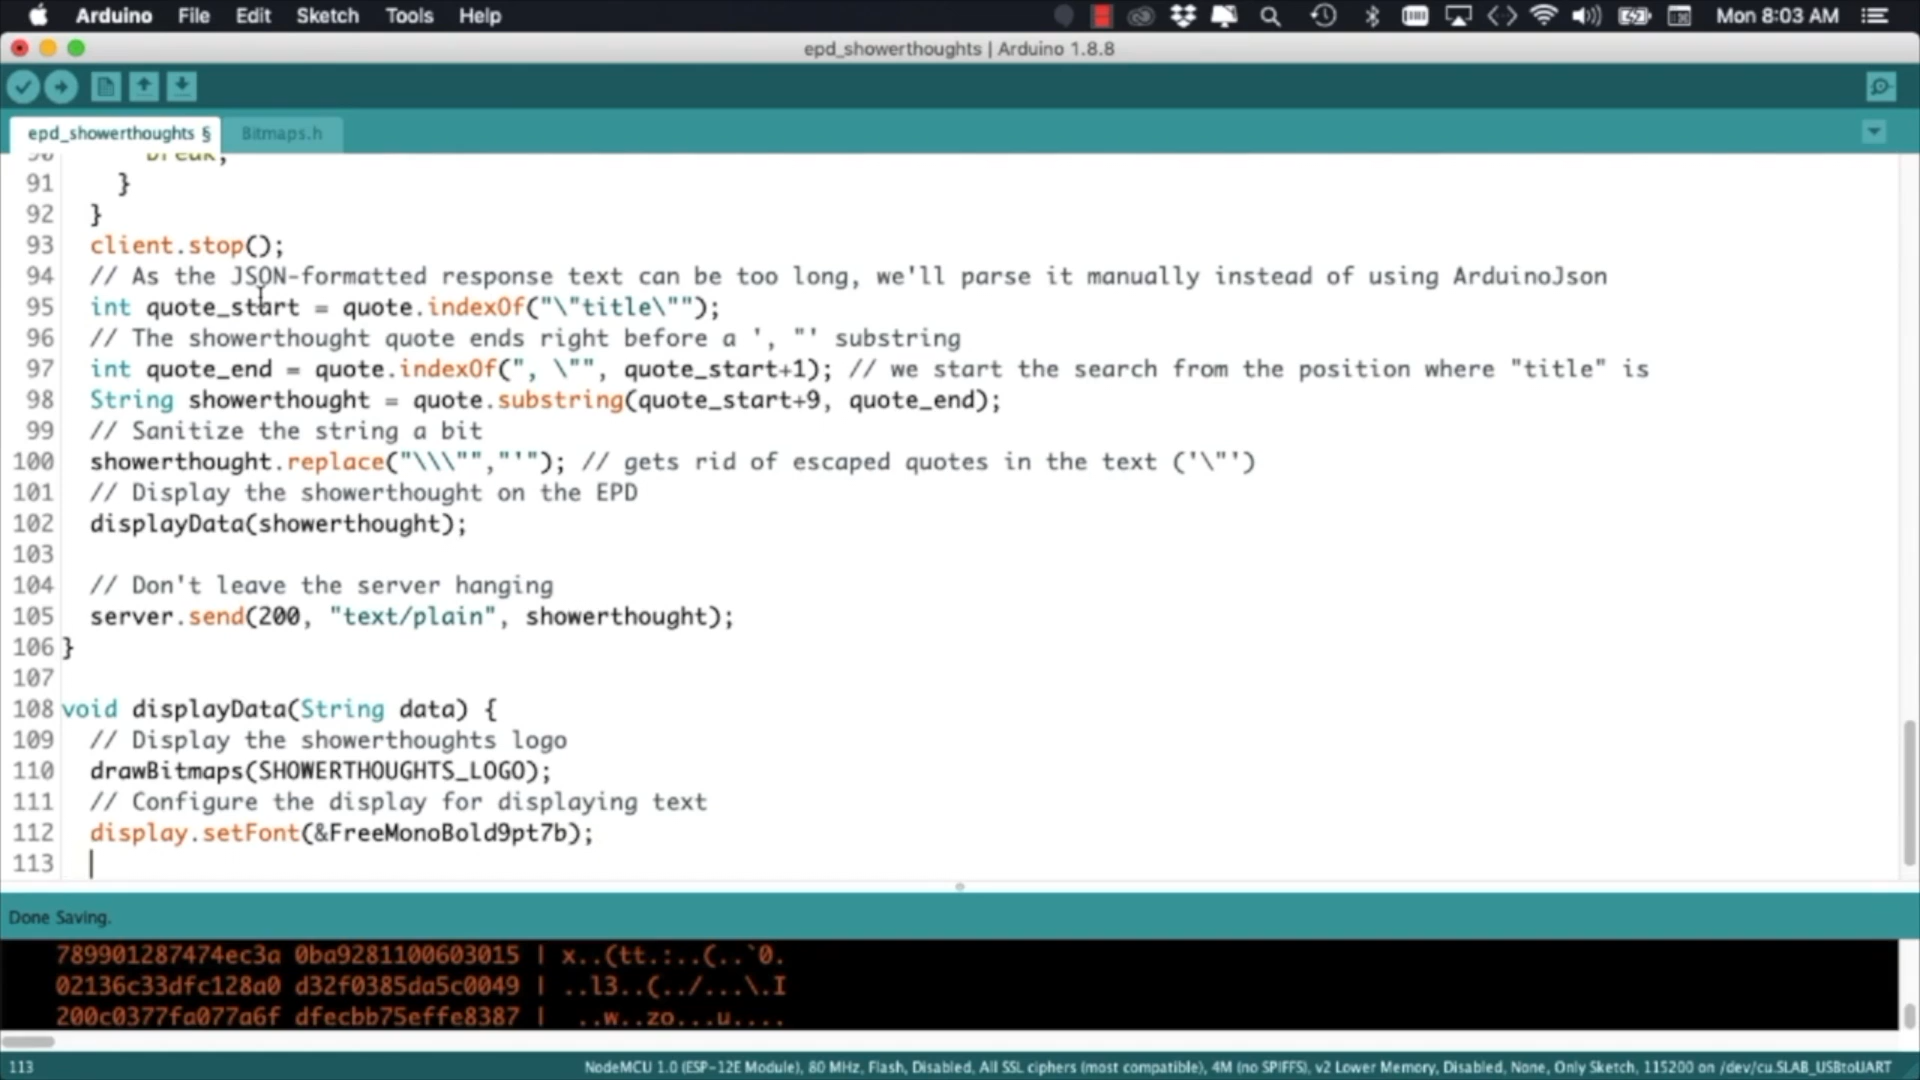 Arduino File Edit Sketch Tools Help Mon 8:03 AM
epd_showerthoughts | Arduino 1.8.8
epd_showerthoughts § Bitmaps.h
90 break;
91 }
92 }
93 client.stop();
94 // As the JSON-formatted response text can be too long, we'll parse it manually instead of using ArduinoJson
95 int quote_start = quote.indexOf("\"title\"");
96 // The showerthought quote ends right before a ', "' substring
97 int quote_end = quote.indexOf(", \"", quote_start+1); // we start the search from the position where "title" is
98 String showerthought = quote.substring(quote_start+9, quote_end);
99 // Sanitize the string a bit
100 showerthought.replace("\\\"","'"); // gets rid of escaped quotes in the text ('\"')
101 // Display the showerthought on the EPD
102 displayData(showerthought);
103
104 // Don't leave the server hanging
105 server.send(200, "text/plain", showerthought);
106 }
107
108 void displayData(String data) {
109 // Display the showerthoughts logo
110 drawBitmaps(SHOWERTHOUGHTS_LOGO);
111 // Configure the display for displaying text
112 display.setFont(&FreeMonoBold9pt7b);
113
Done Saving.
789901287474ec3a 0ba9281100603015 | x..(tt.:..(..`0.
02136c33dfc128a0 d32f0385da5c0049 | ..l3..(../...\.I
200c0377fa077a6f dfecbb75effe8387 | ..w..zo...u....
113 NodeMCU 1.0 (ESP-12E Module), 80 MHz, Flash, Disabled, All SSL ciphers (most compatible), 4M (no SPIFFS), v2 Lower Memory, Disabled, None, Only Sketch, 115200 on /dev/cu.SLAB_USBtoUART